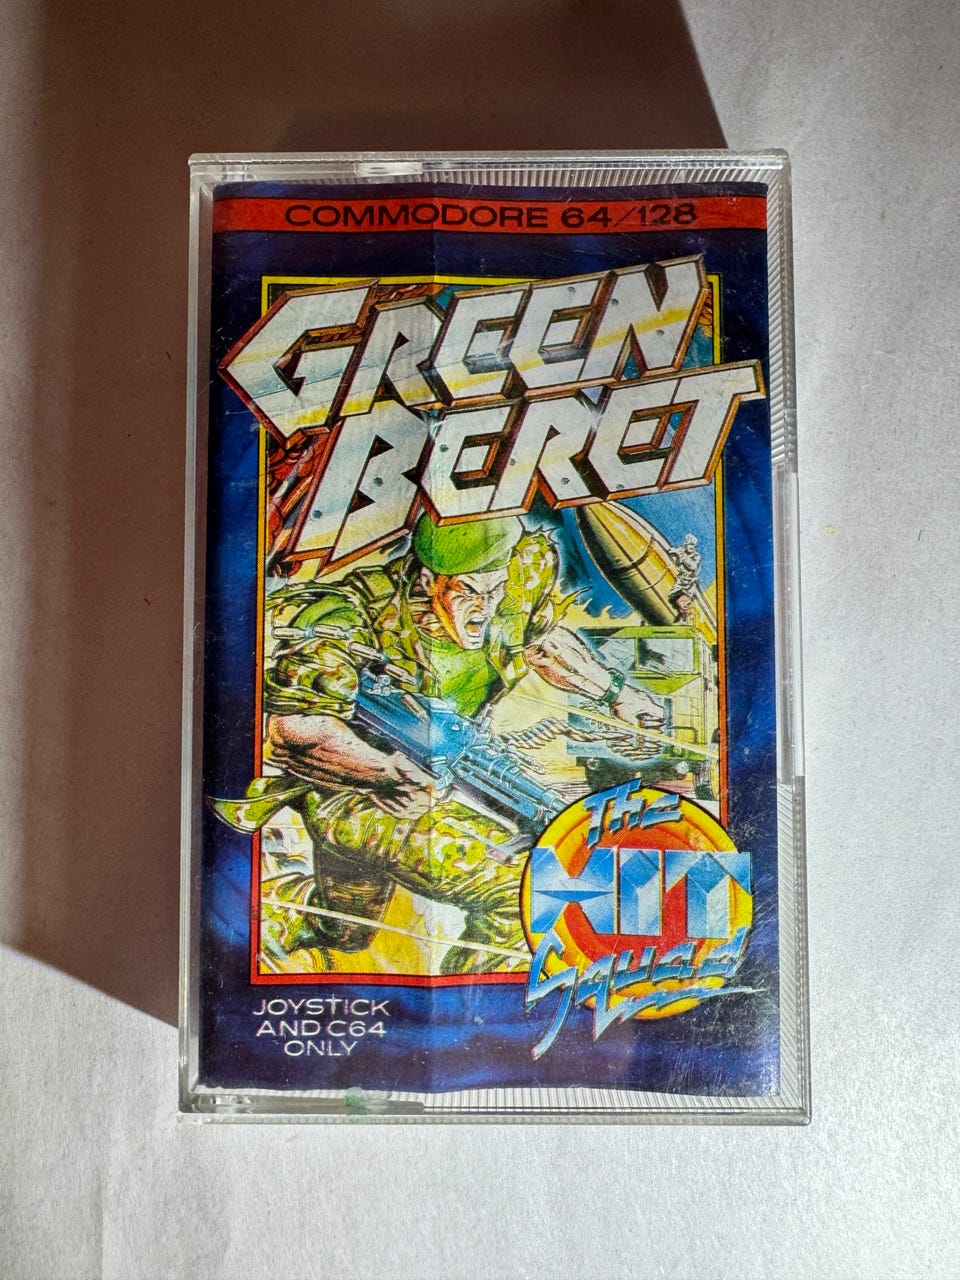 COMMODORE 64/128
GREEN
BERET
The
HIT
Squad
JOYSTICK
AND C64
ONLY